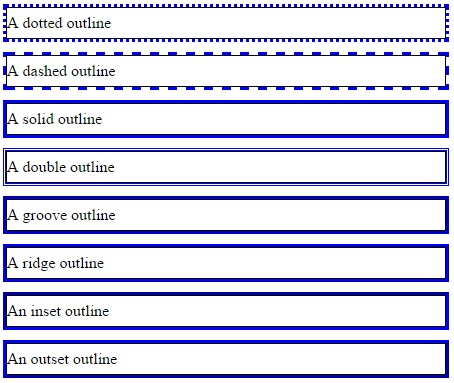 A dotted outline
A dashed outline
A solid outline
A double outline
A groove outline
A ridge outline
An inset outline
An outset outline